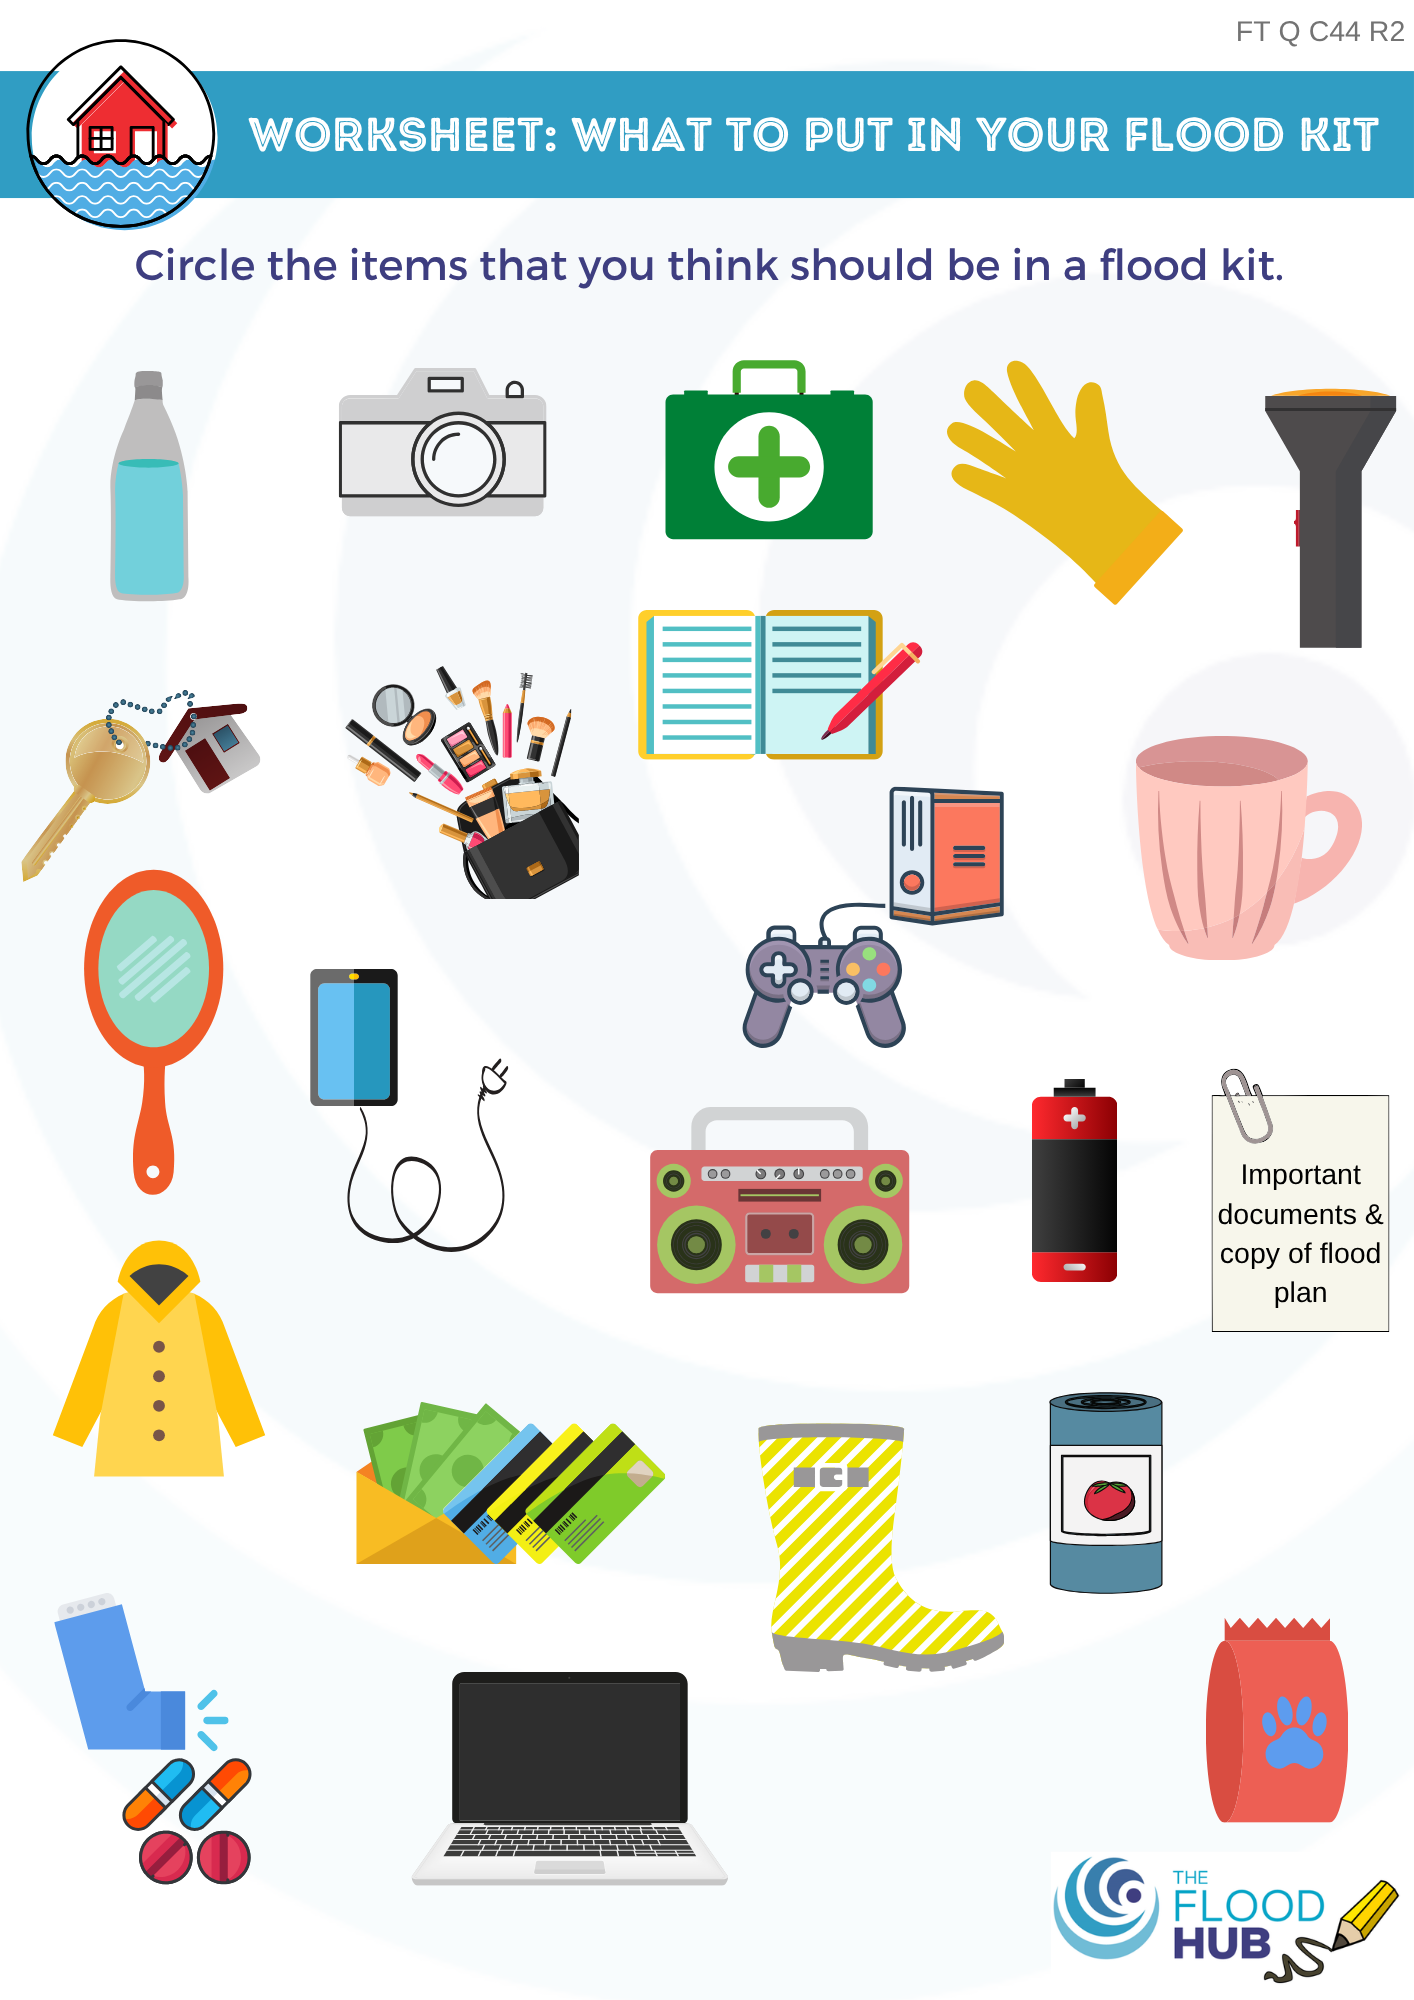 FT Q C44 R2
WORKSHEET: WHAT TO PUT IN YOUR FLOOD KIT
Circle the items that you think should be in a flood kit.
Important
documents &
copy of flood
plan
THE
FLOOD
HUB